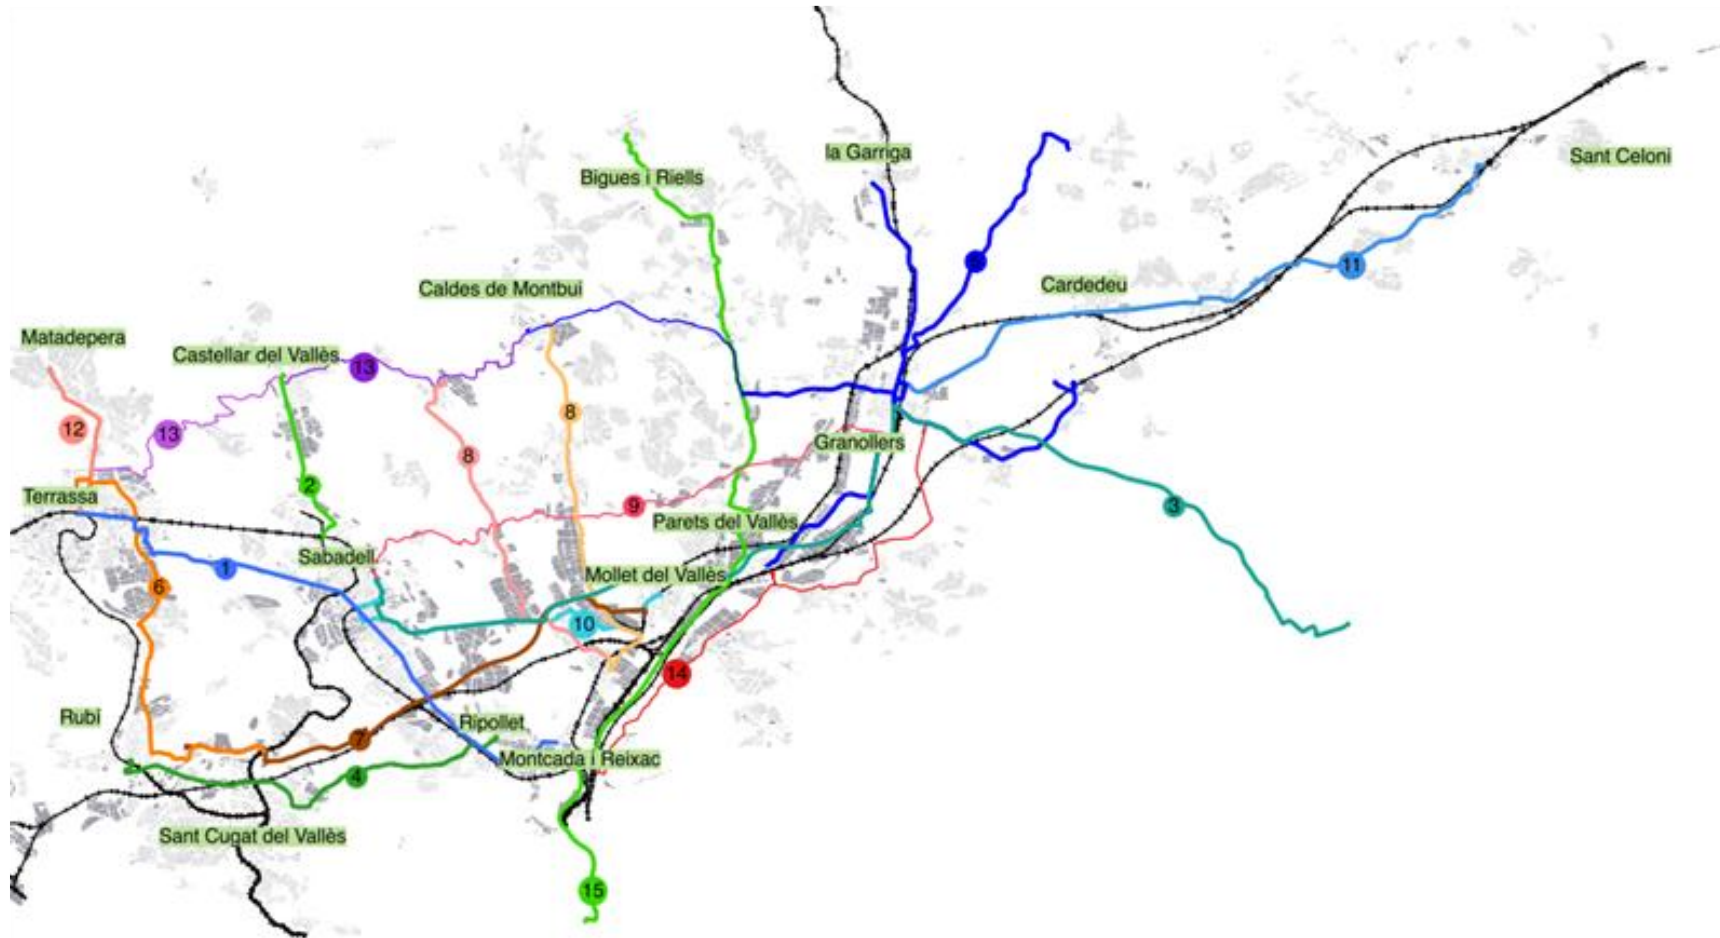 la Garriga
Sant Celoni
Bigues i Riells
11
Cardedeu
Caldes de Montbui
Matadepera
Castellar del Vallès
13
8
12
13
Granollers
8
2
Terrassa
9
3
Parets del Vallès
Sabadell
1
Mollet del Vallès
6
10
14
Rubí
Ripollet
7
Montcada i Reixac
4
Sant Cugat del Vallès
15